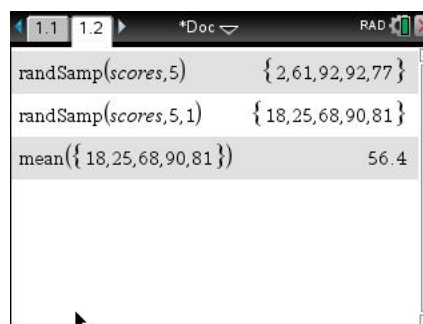 1.1 1.2 *Doc RAD
randSamp(scores,5) {2,61,92,92,77}
randSamp(scores,5,1) {18,25,68,90,81}
mean({18,25,68,90,81}) 56.4